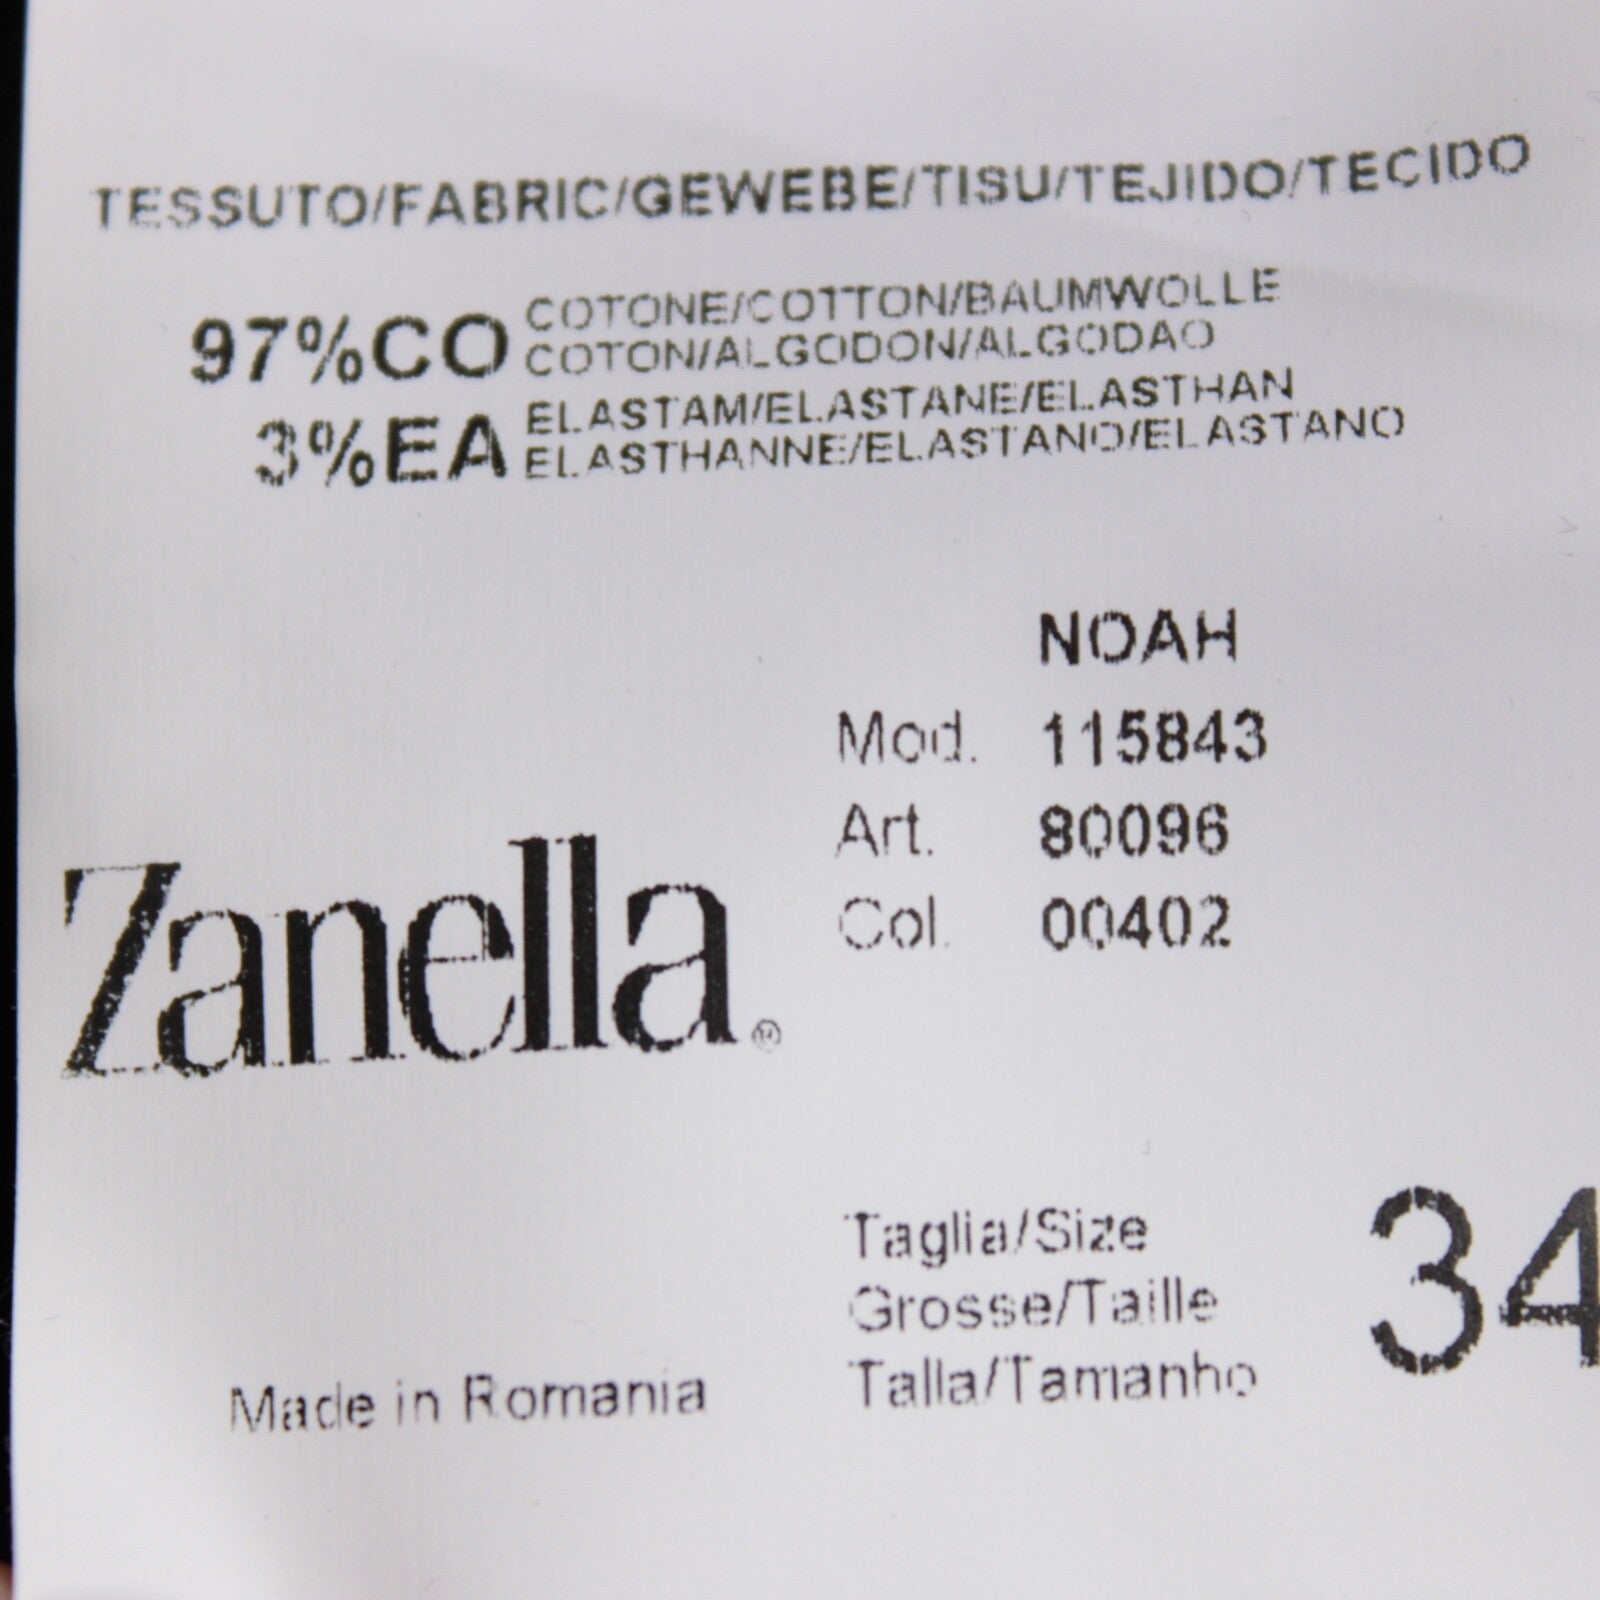 TESSUTO/FABRIC/GEWEBE/TISU/TEJIDO/TECIDO
97%CO COTONE/COTTON/BAUMWOLLE
COTON/ALGODON/ALGODAO
3%EA ELASTAM/ELASTANE/ELASTHAN
ELASTHANNE/ELASTANO/ELASTANO
NOAH
Mod. 115843
Art. 80096
Col. 00402
Zanella®
Taglia/Size
Grosse/Taille
Talla/Tamanho
34
Made in Romania